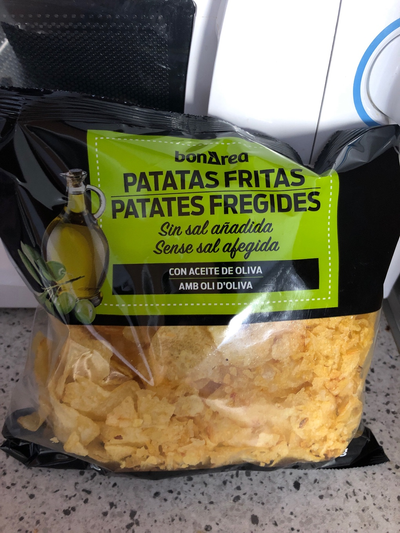 bonÀrea
PATATAS FRITAS
PATATES FREGIDES
Sin sal añadida
Sense sal afegida
CON ACEITE DE OLIVA
AMB OLI D'OLIVA